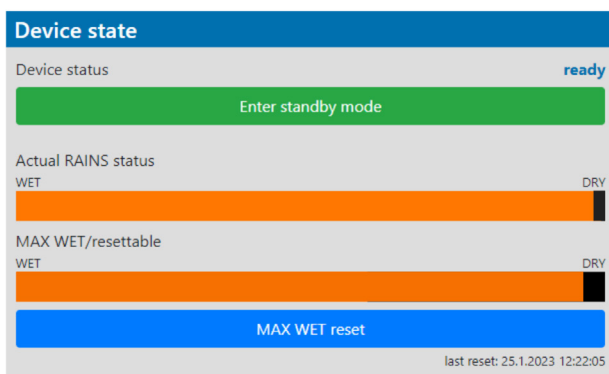 Device state
Device status ready
Enter standby mode
Actual RAINS status
WET DRY
MAX WET/resettable
WET DRY
MAX WET reset
last reset: 25.1.2023 12:22:05